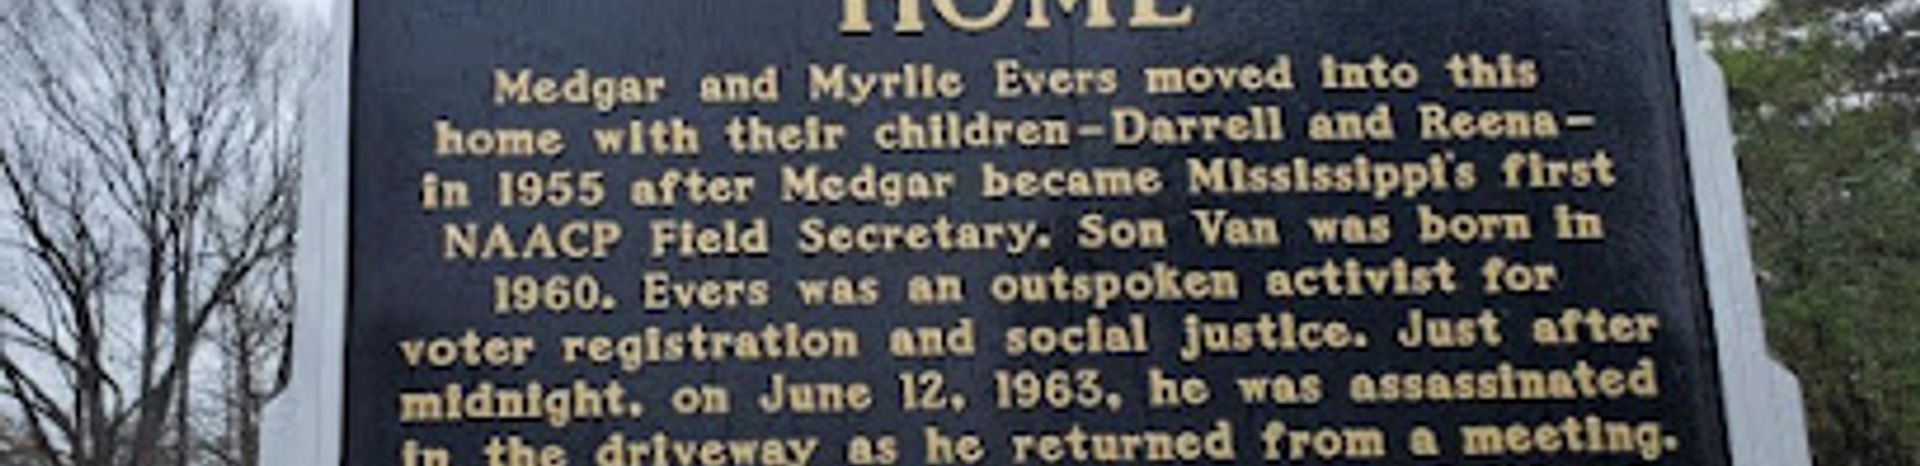 HOME
Medgar and Myrlie Evers moved into this
home with their children—Darrell and Reena—
in 1955 after Medgar became Mississippi's first
NAACP Field Secretary. Son Van was born in
1960. Evers was an outspoken activist for
voter registration and social justice. Just after
midnight, on June 12, 1963, he was assassinated
in the driveway as he returned from a meeting.